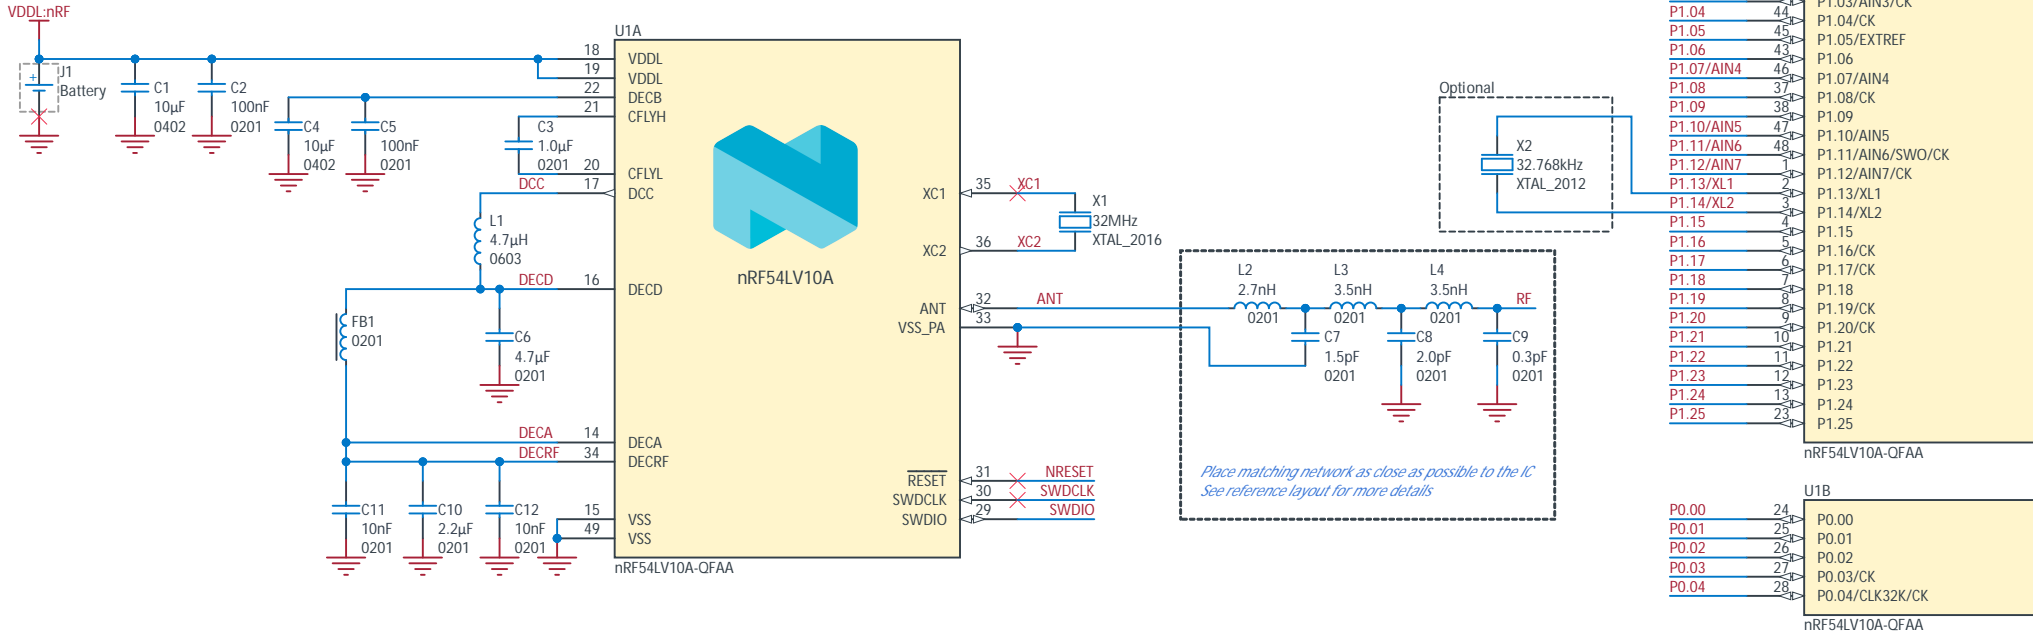 VDDL:nRF
J1
Battery
+
C1
10µF
0402
C2
100nF
0201
C4
10µF
0402
C5
100nF
0201
C3
1.0µF
0201
DCC
L1
4.7µH
0603
DECD
FB1
0201
C6
4.7µF
0201
DECA
DECRF
C11
10nF
0201
C10
2.2µF
0201
C12
10nF
0201
U1A
18 VDDL
19 VDDL
22 DECB
21 CFLYH
20 CFLYL
17 DCC
16 DECD
14 DECA
34 DECRF
15 VSS
49 VSS
nRF54LV10A
XC1 35 XC1
XC2 36 XC2
ANT 32 ANT
VSS_PA 33
RESET 31 NRESET
SWDCLK 30 SWDCLK
SWDIO 29 SWDIO
nRF54LV10A-QFAA
X1
32MHz
XTAL_2016
L2
2.7nH
0201
L3
3.5nH
0201
L4
3.5nH
0201
RF
C7
1.5pF
0201
C8
2.0pF
0201
C9
0.3pF
0201
Place matching network as close as possible to the IC
See reference layout for more details
Optional
X2
32.768kHz
XTAL_2012
P1.03/AIN3/CK
P1.04 44 P1.04/CK
P1.05 45 P1.05/EXTREF
P1.06 43 P1.06
P1.07/AIN4 46 P1.07/AIN4
P1.08 37 P1.08/CK
P1.09 38 P1.09
P1.10/AIN5 47 P1.10/AIN5
P1.11/AIN6 48 P1.11/AIN6/SWO/CK
P1.12/AIN7 1 P1.12/AIN7/CK
P1.13/XL1 2 P1.13/XL1
P1.14/XL2 3 P1.14/XL2
P1.15 4 P1.15
P1.16 5 P1.16/CK
P1.17 6 P1.17/CK
P1.18 7 P1.18
P1.19 8 P1.19/CK
P1.20 9 P1.20/CK
P1.21 10 P1.21
P1.22 11 P1.22
P1.23 12 P1.23
P1.24 13 P1.24
P1.25 23 P1.25
nRF54LV10A-QFAA
U1B
P0.00 24 P0.00
P0.01 25 P0.01
P0.02 26 P0.02
P0.03 27 P0.03/CK
P0.04 28 P0.04/CLK32K/CK
nRF54LV10A-QFAA